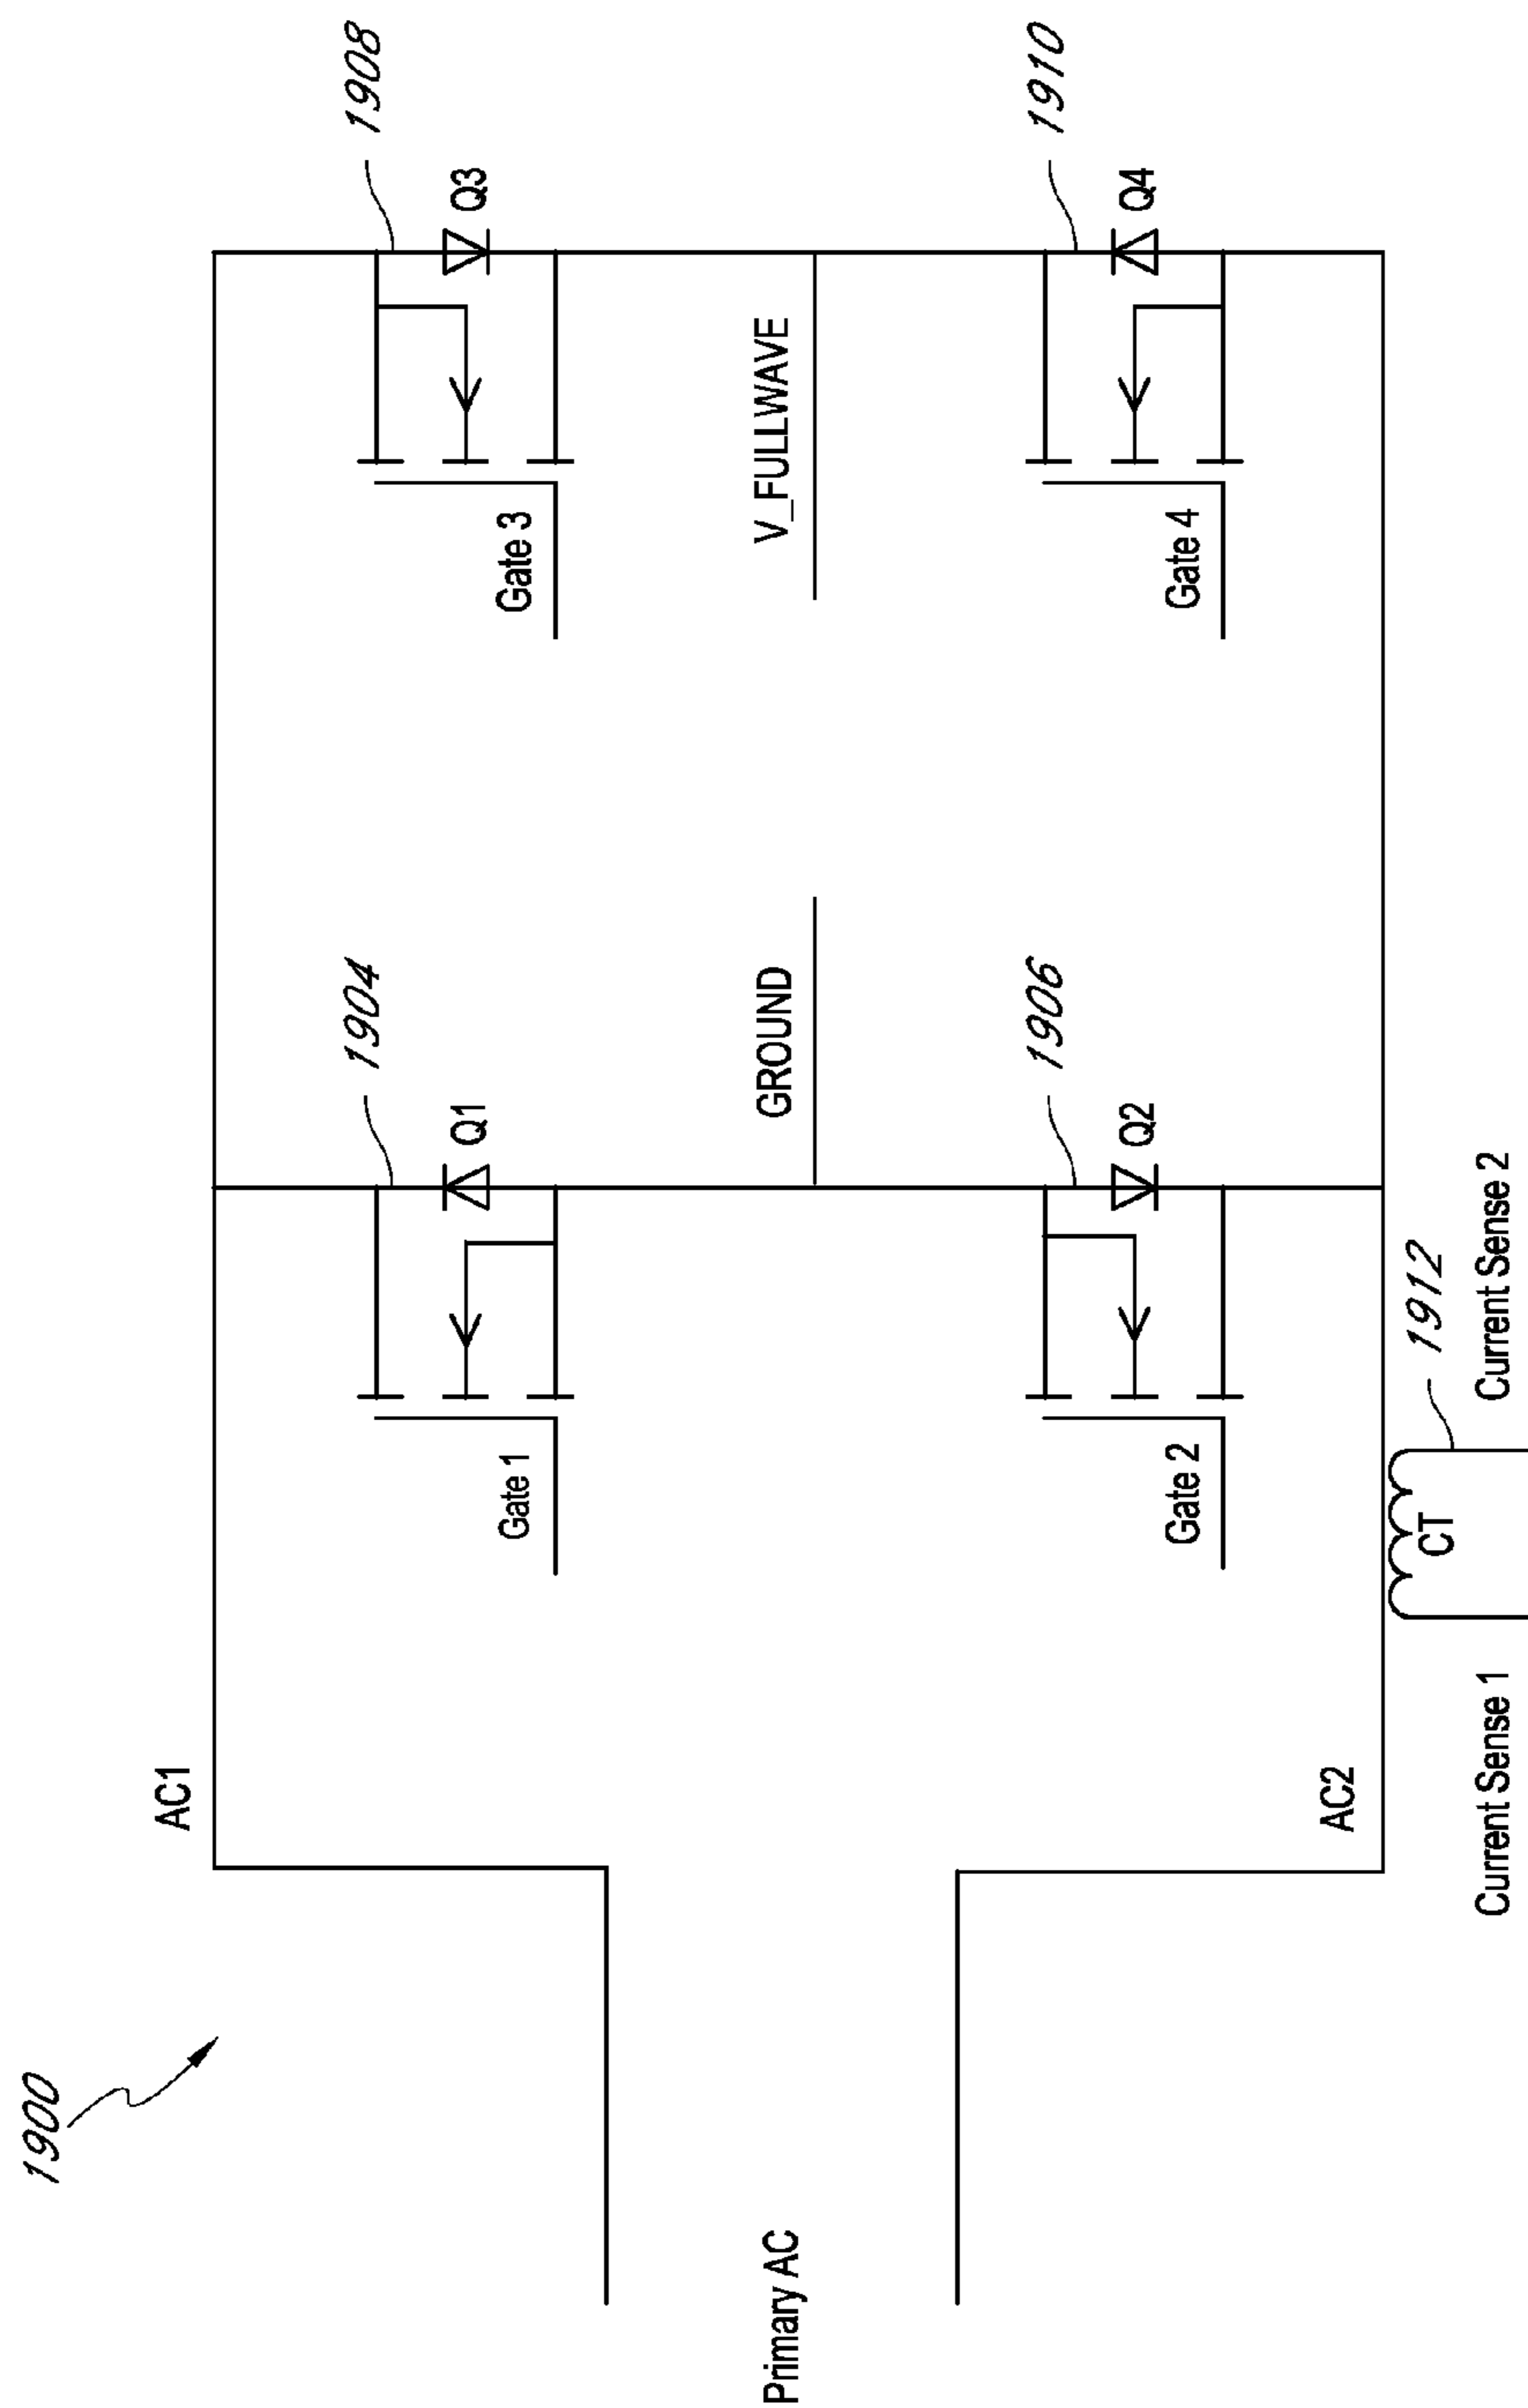 1900
AC1
1904
1908
Q1
Q3
Gate 1
Gate 3
Primary AC
GROUND
V_FULLWAVE
1906
1910
Q2
Q4
Gate 2
Gate 4
AC2
CT
1912
Current Sense 1
Current Sense 2